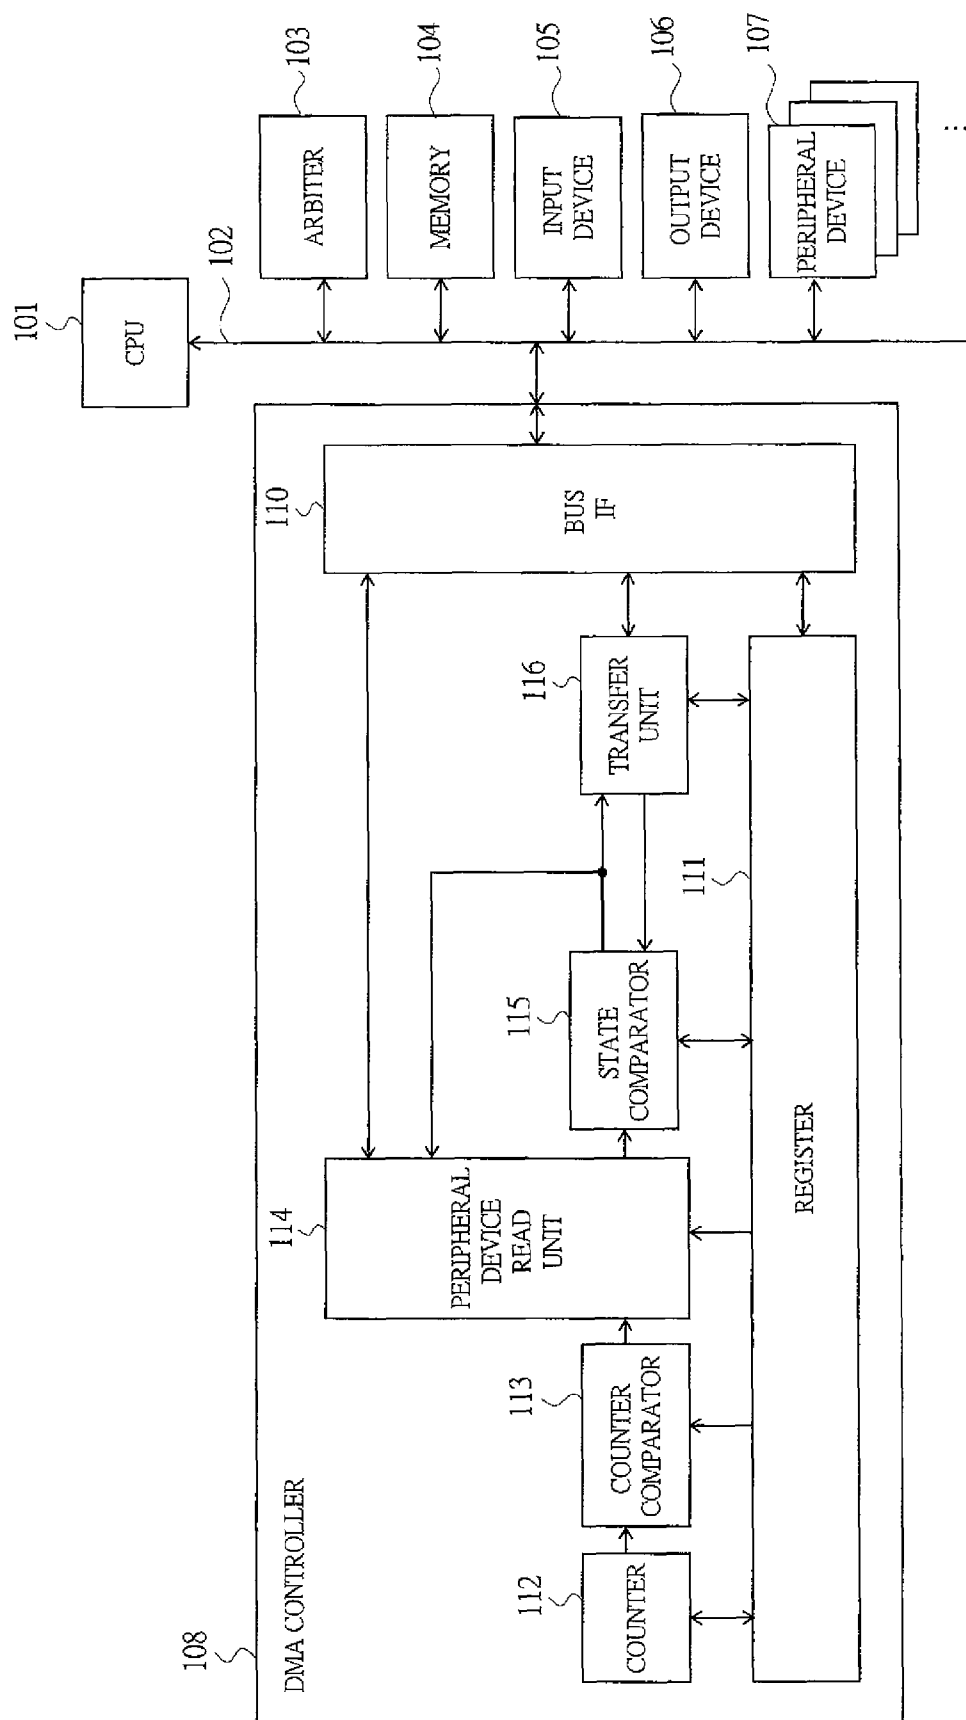 101
CPU
102
103
ARBITER
104
MEMORY
105
INPUT
DEVICE
106
OUTPUT
DEVICE
107
PERIPHERAL
DEVICE
...
108
DMA CONTROLLER
110
BUS
IF
114
PERIPHERAL
DEVICE
READ
UNIT
112
COUNTER
113
COUNTER
COMPARATOR
115
STATE
COMPARATOR
116
TRANSFER
UNIT
111
REGISTER